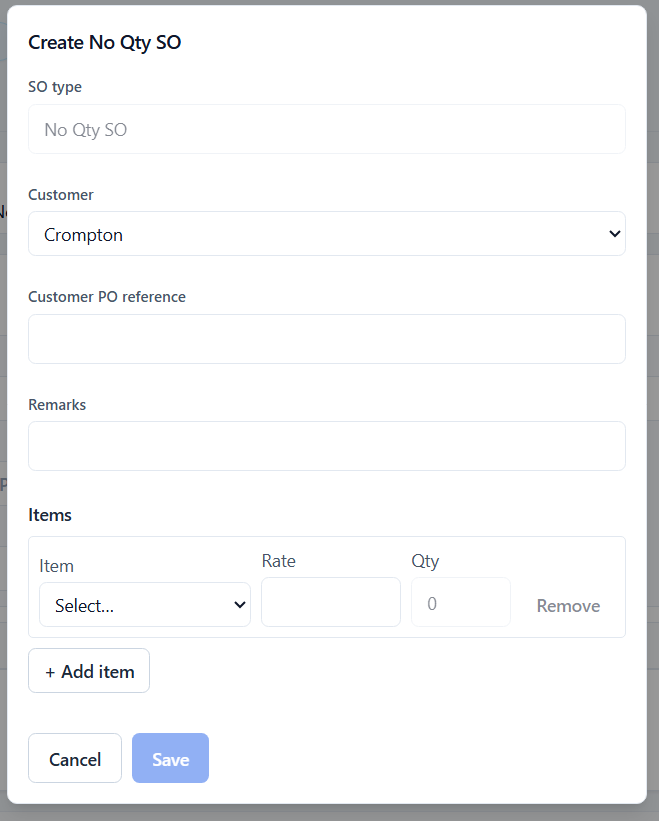 Create No Qty SO
SO type
No Qty SO
Customer
Crompton
Customer PO reference
Remarks
Items
Item Rate Qty
Select... 0 Remove
+ Add item
Cancel Save